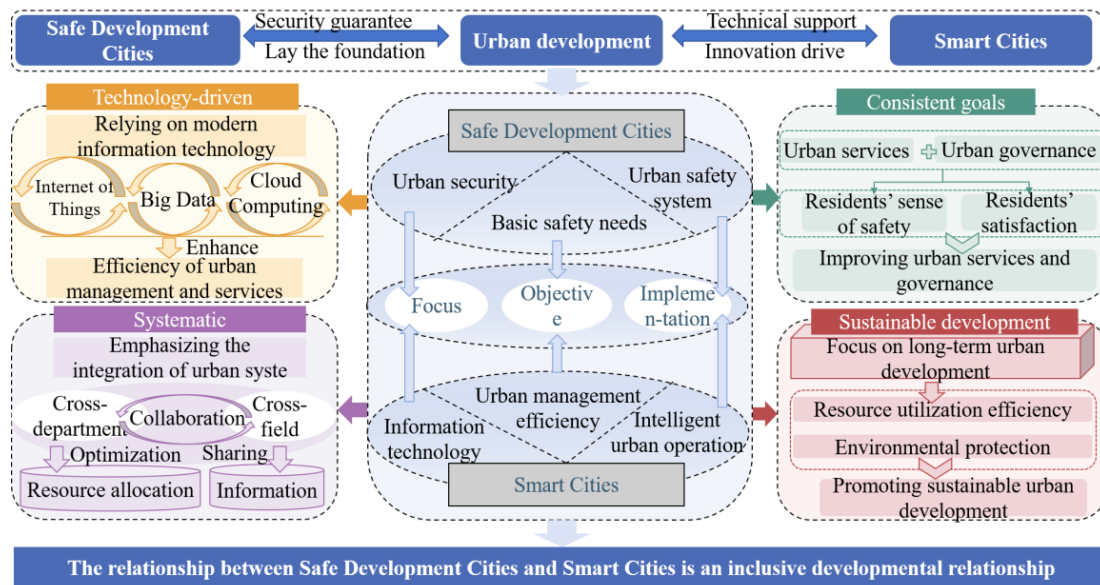 Safe Development
Cities
Security guarantee
Lay the foundation
Urban development
Technical support
Innovation drive
Smart Cities
Technology-driven
Relying on modern
information technology
Internet of
Things
Big Data
Cloud
Computing
Enhance
Efficiency of urban
management and services
Systematic
Emphasizing the
integration of urban syste
Cross-
department
Collaboration
Cross-
field
Optimization
Sharing
Resource allocation
Information
Safe Development Cities
Urban security
Urban safety
system
Basic safety needs
Focus
Objectiv
e
Impleme
n-tation
Urban management
efficiency
Information
technology
Intelligent
urban operation
Smart Cities
Consistent goals
Urban services
Urban governance
Residents' sense
of safety
Residents'
satisfaction
Improving urban services and
governance
Sustainable development
Focus on long-term urban
development
Resource utilization efficiency
Environmental protection
Promoting sustainable urban
development
The relationship between Safe Development Cities and Smart Cities is an inclusive developmental relationship